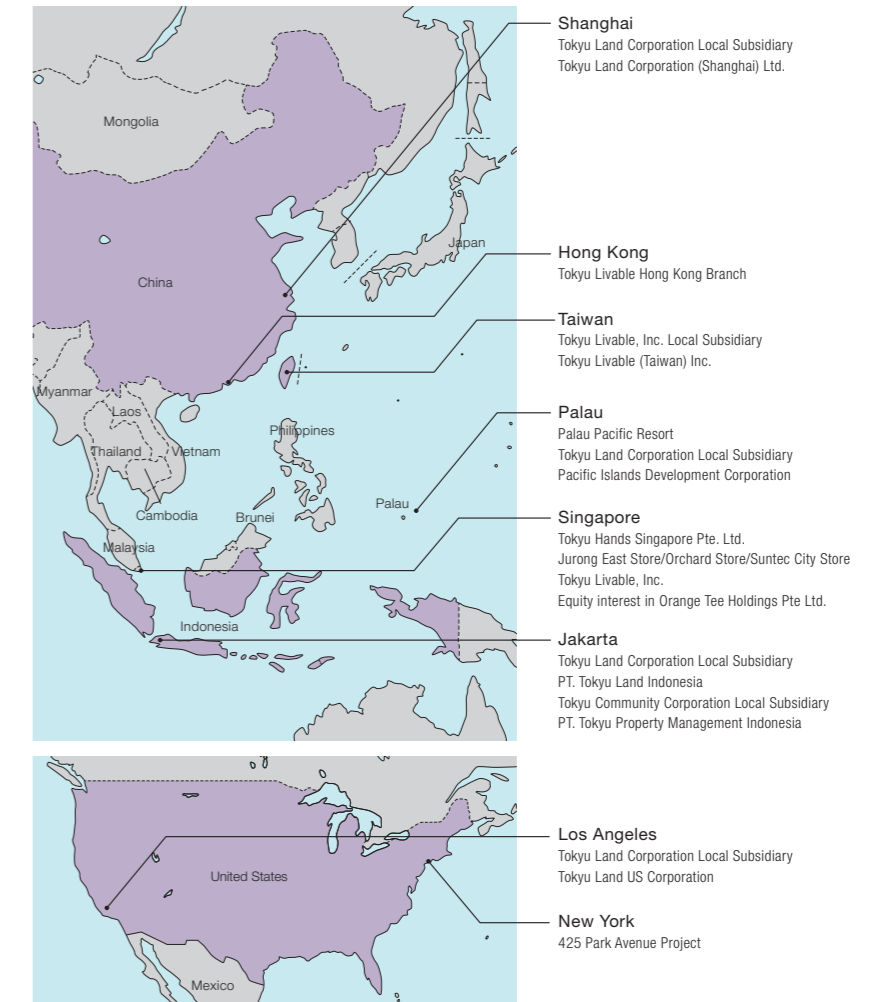 Shanghai
Tokyu Land Corporation Local Subsidiary
Tokyu Land Corporation (Shanghai) Ltd.
Mongolia
Japan
Hong Kong
Tokyu Livable Hong Kong Branch
China
Taiwan
Tokyu Livable, Inc. Local Subsidiary
Tokyu Livable (Taiwan) Inc.
Myanmar
Laos
Philippines
Thailand
Vietnam
Palau
Palau Pacific Resort
Tokyu Land Corporation Local Subsidiary
Pacific Islands Development Corporation
Palau
Cambodia
Brunei
Singapore
Tokyu Hands Singapore Pte. Ltd.
Jurong East Store/Orchard Store/Suntec City Store
Tokyu Livable, Inc.
Equity interest in Orange Tee Holdings Pte Ltd.
Malaysia
Indonesia
Jakarta
Tokyu Land Corporation Local Subsidiary
PT. Tokyu Land Indonesia
Tokyu Community Corporation Local Subsidiary
PT. Tokyu Property Management Indonesia
Los Angeles
Tokyu Land Corporation Local Subsidiary
Tokyu Land US Corporation
United States
New York
425 Park Avenue Project
Mexico